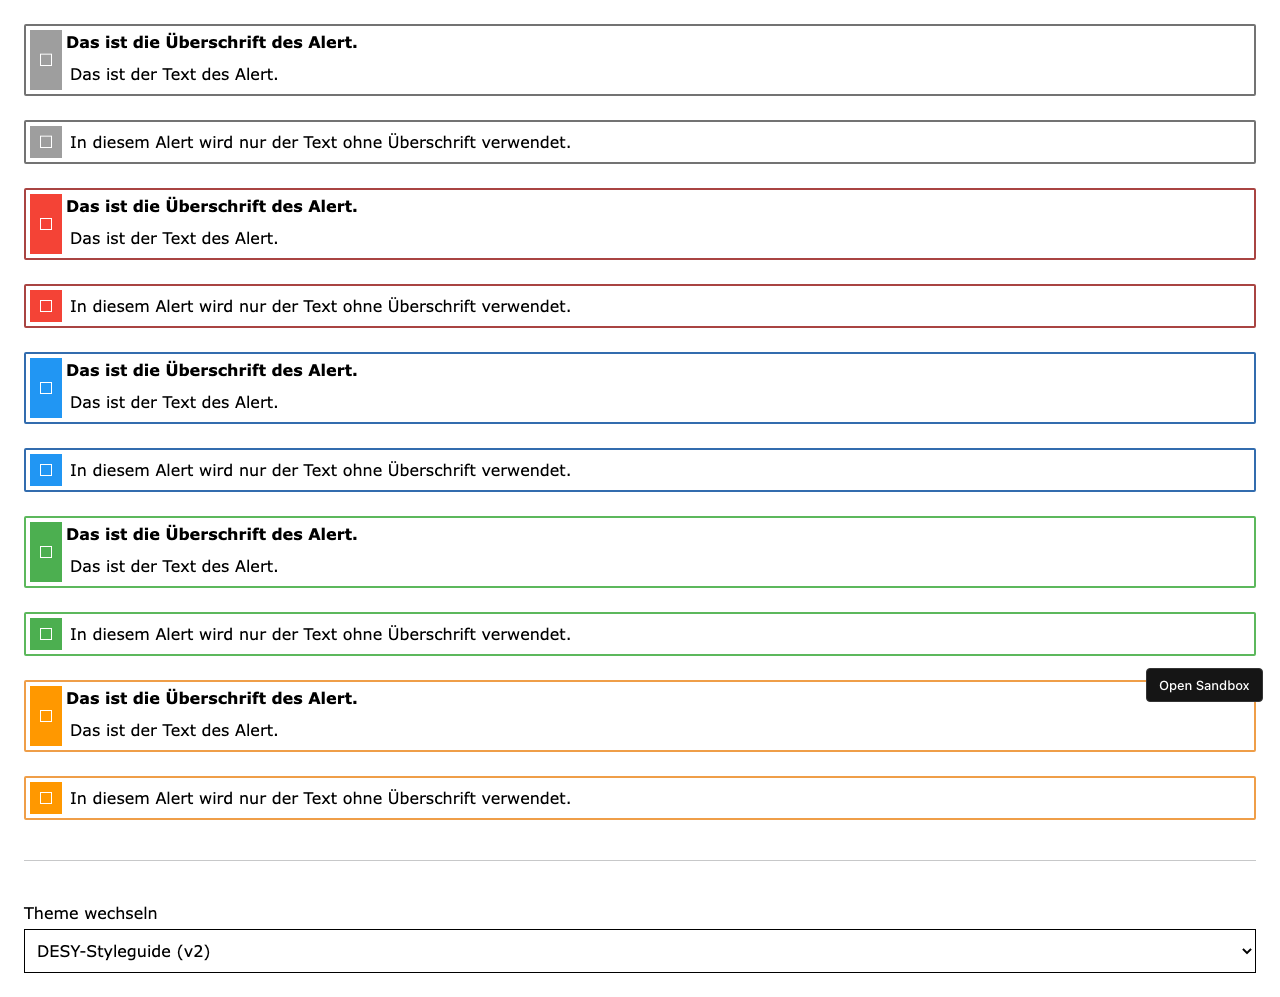 Das ist die Überschrift des Alert.
Das ist der Text des Alert.
In diesem Alert wird nur der Text ohne Überschrift verwendet.
Das ist die Überschrift des Alert.
Das ist der Text des Alert.
In diesem Alert wird nur der Text ohne Überschrift verwendet.
Das ist die Überschrift des Alert.
Das ist der Text des Alert.
In diesem Alert wird nur der Text ohne Überschrift verwendet.
Das ist die Überschrift des Alert.
Das ist der Text des Alert.
In diesem Alert wird nur der Text ohne Überschrift verwendet.
Open Sandbox
Das ist die Überschrift des Alert.
Das ist der Text des Alert.
In diesem Alert wird nur der Text ohne Überschrift verwendet.
Theme wechseln
DESY-Styleguide (v2)